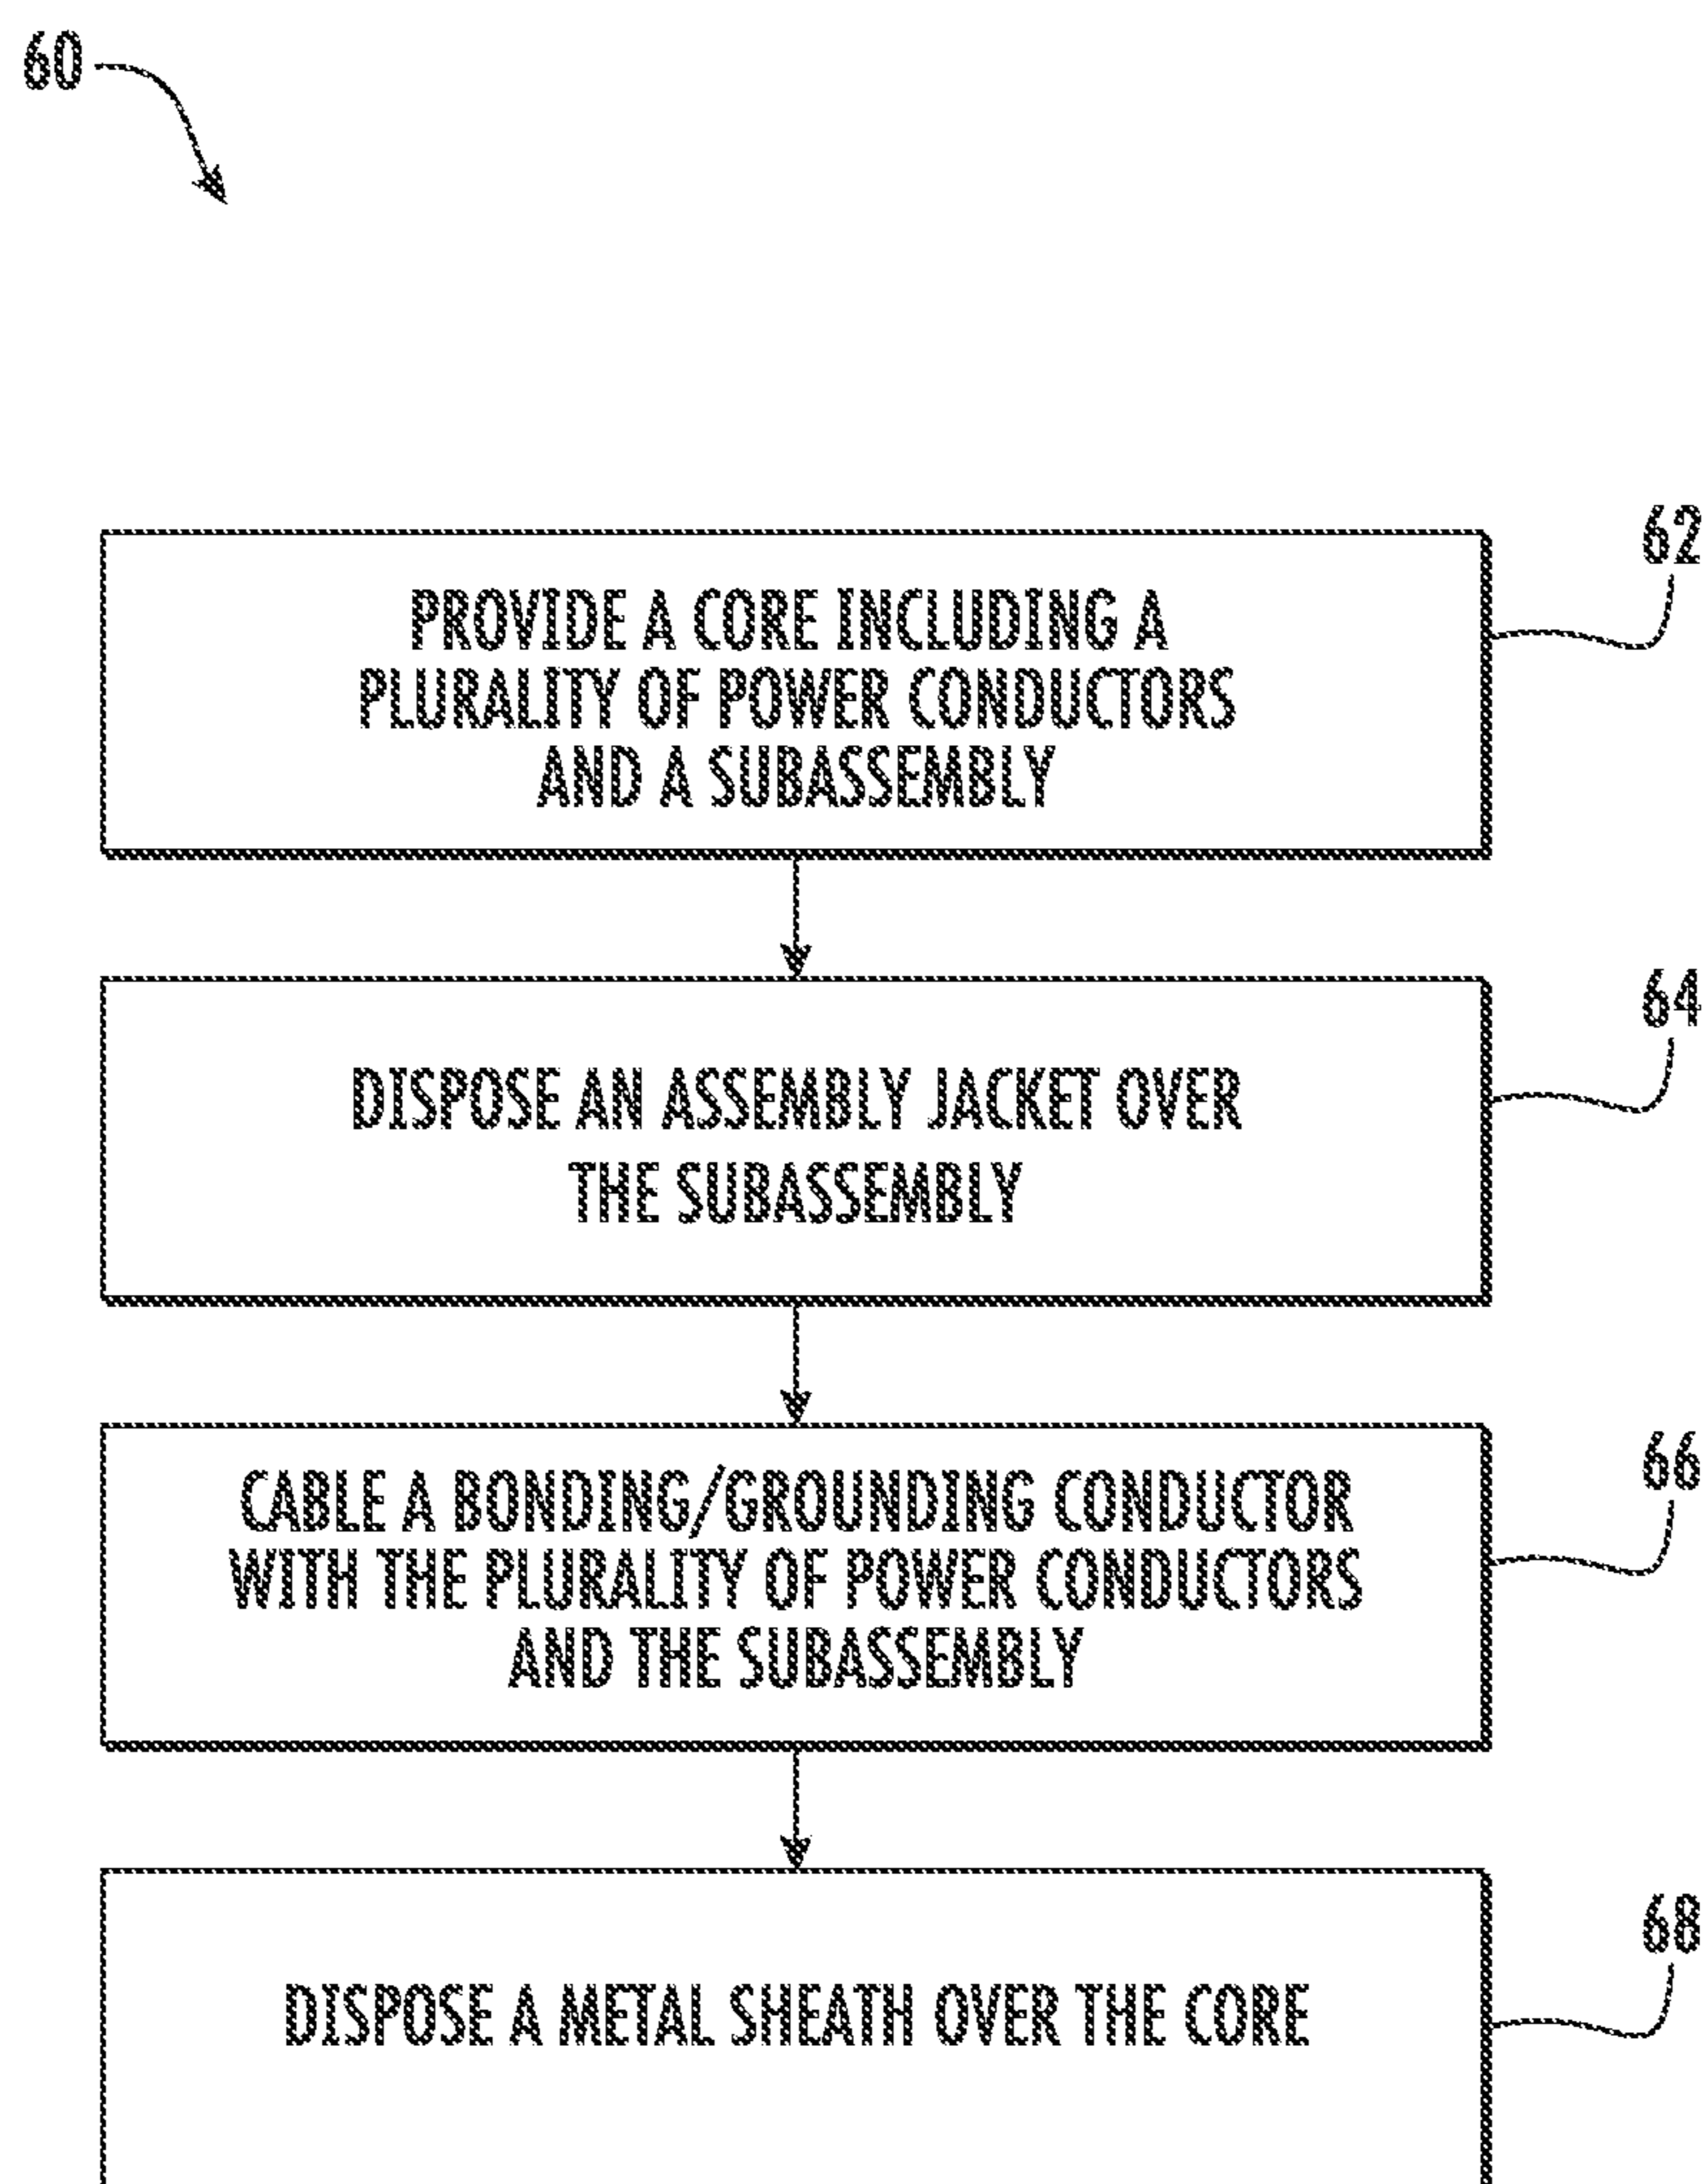 60
62
PROVIDE A CORE INCLUDING A
PLURALITY OF POWER CONDUCTORS
AND A SUBASSEMBLY
64
DISPOSE AN ASSEMBLY JACKET OVER
THE SUBASSEMBLY
66
CABLE A BONDING/GROUNDING CONDUCTOR
WITH THE PLURALITY OF POWER CONDUCTORS
AND THE SUBASSEMBLY
68
DISPOSE A METAL SHEATH OVER THE CORE